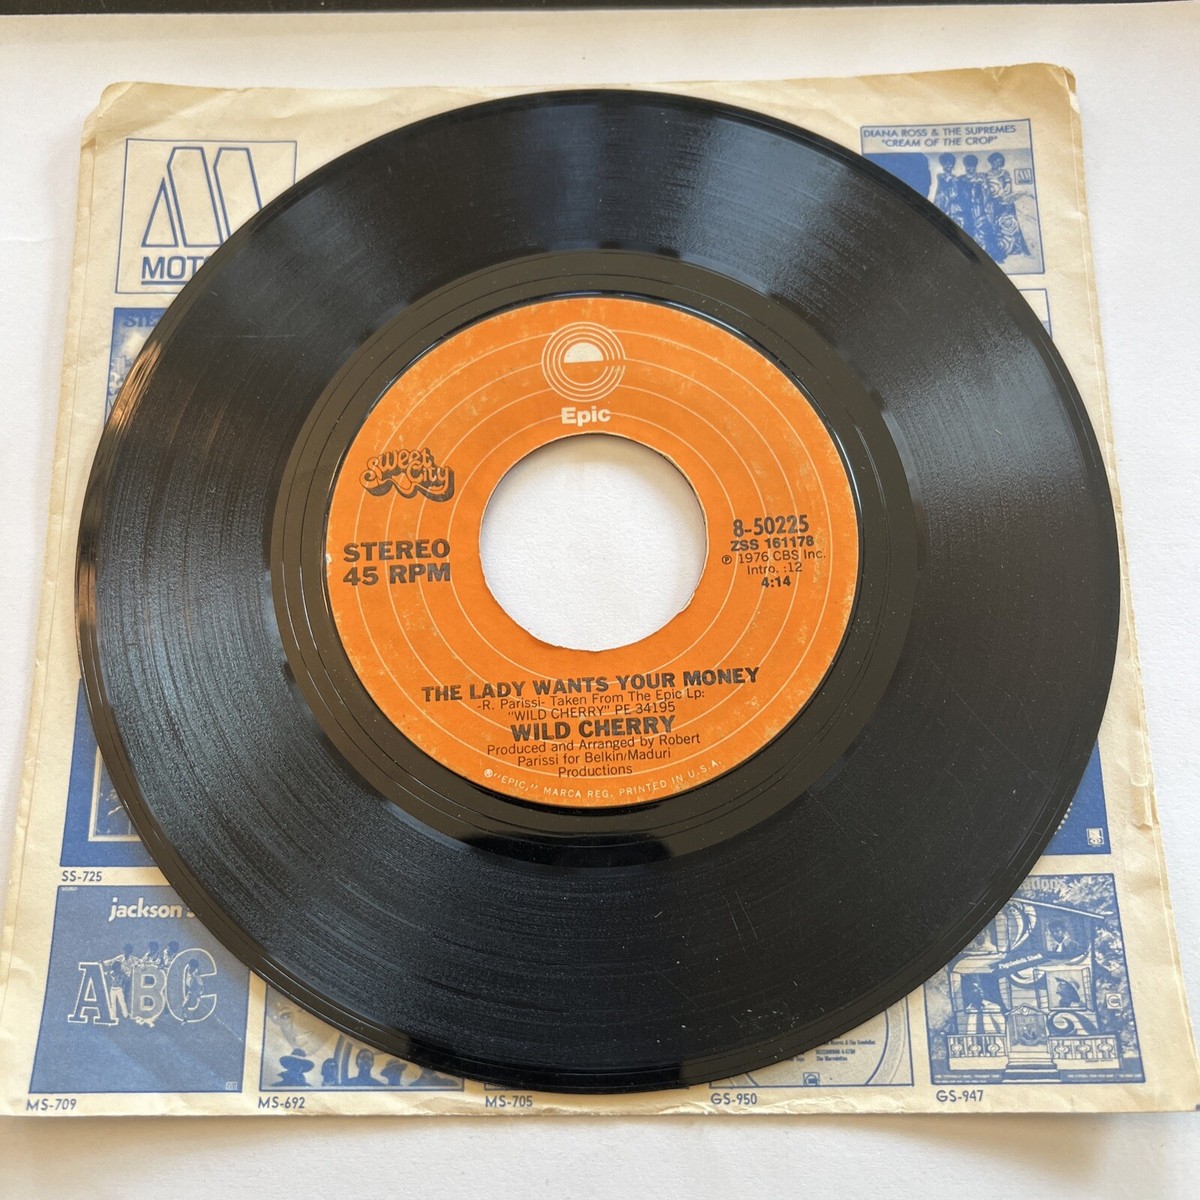 DIANA ROSS & THE SUPREMES
"CREAM OF THE CROP"
MOT
Epic
Sweet
City
STEREO
45 RPM
8-50225
ZSS 161178
℗ 1976 CBS Inc.
Intro. :12
4:14
THE LADY WANTS YOUR MONEY
-R. Parissi- Taken From The Epic Lp:
"WILD CHERRY" PE 34195
WILD CHERRY
Produced and Arranged by Robert
Parissi for Belkin/Maduri
Productions
® "EPIC," MARCA REG. PRINTED IN U.S.A.
SS-725
jackson 5
ABC
Psychedelic Shack
MS-709
MS-692
MS-705
GS-950
GS-947